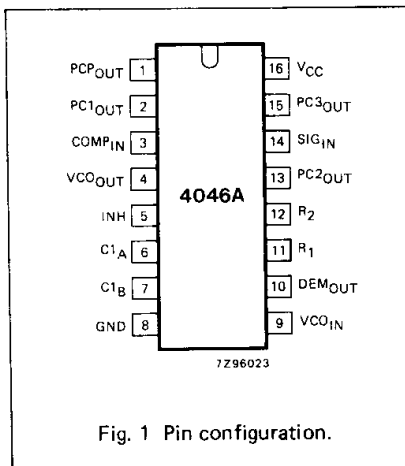 PCPOUT 1
PC1OUT 2
COMPIN 3
VCOOUT 4
INH 5
C1A 6
C1B 7
GND 8
4046A
16 VCC
15 PC3OUT
14 SIGIN
13 PC2OUT
12 R2
11 R1
10 DEMOUT
9 VCOIN
7Z96023
Fig. 1 Pin configuration.